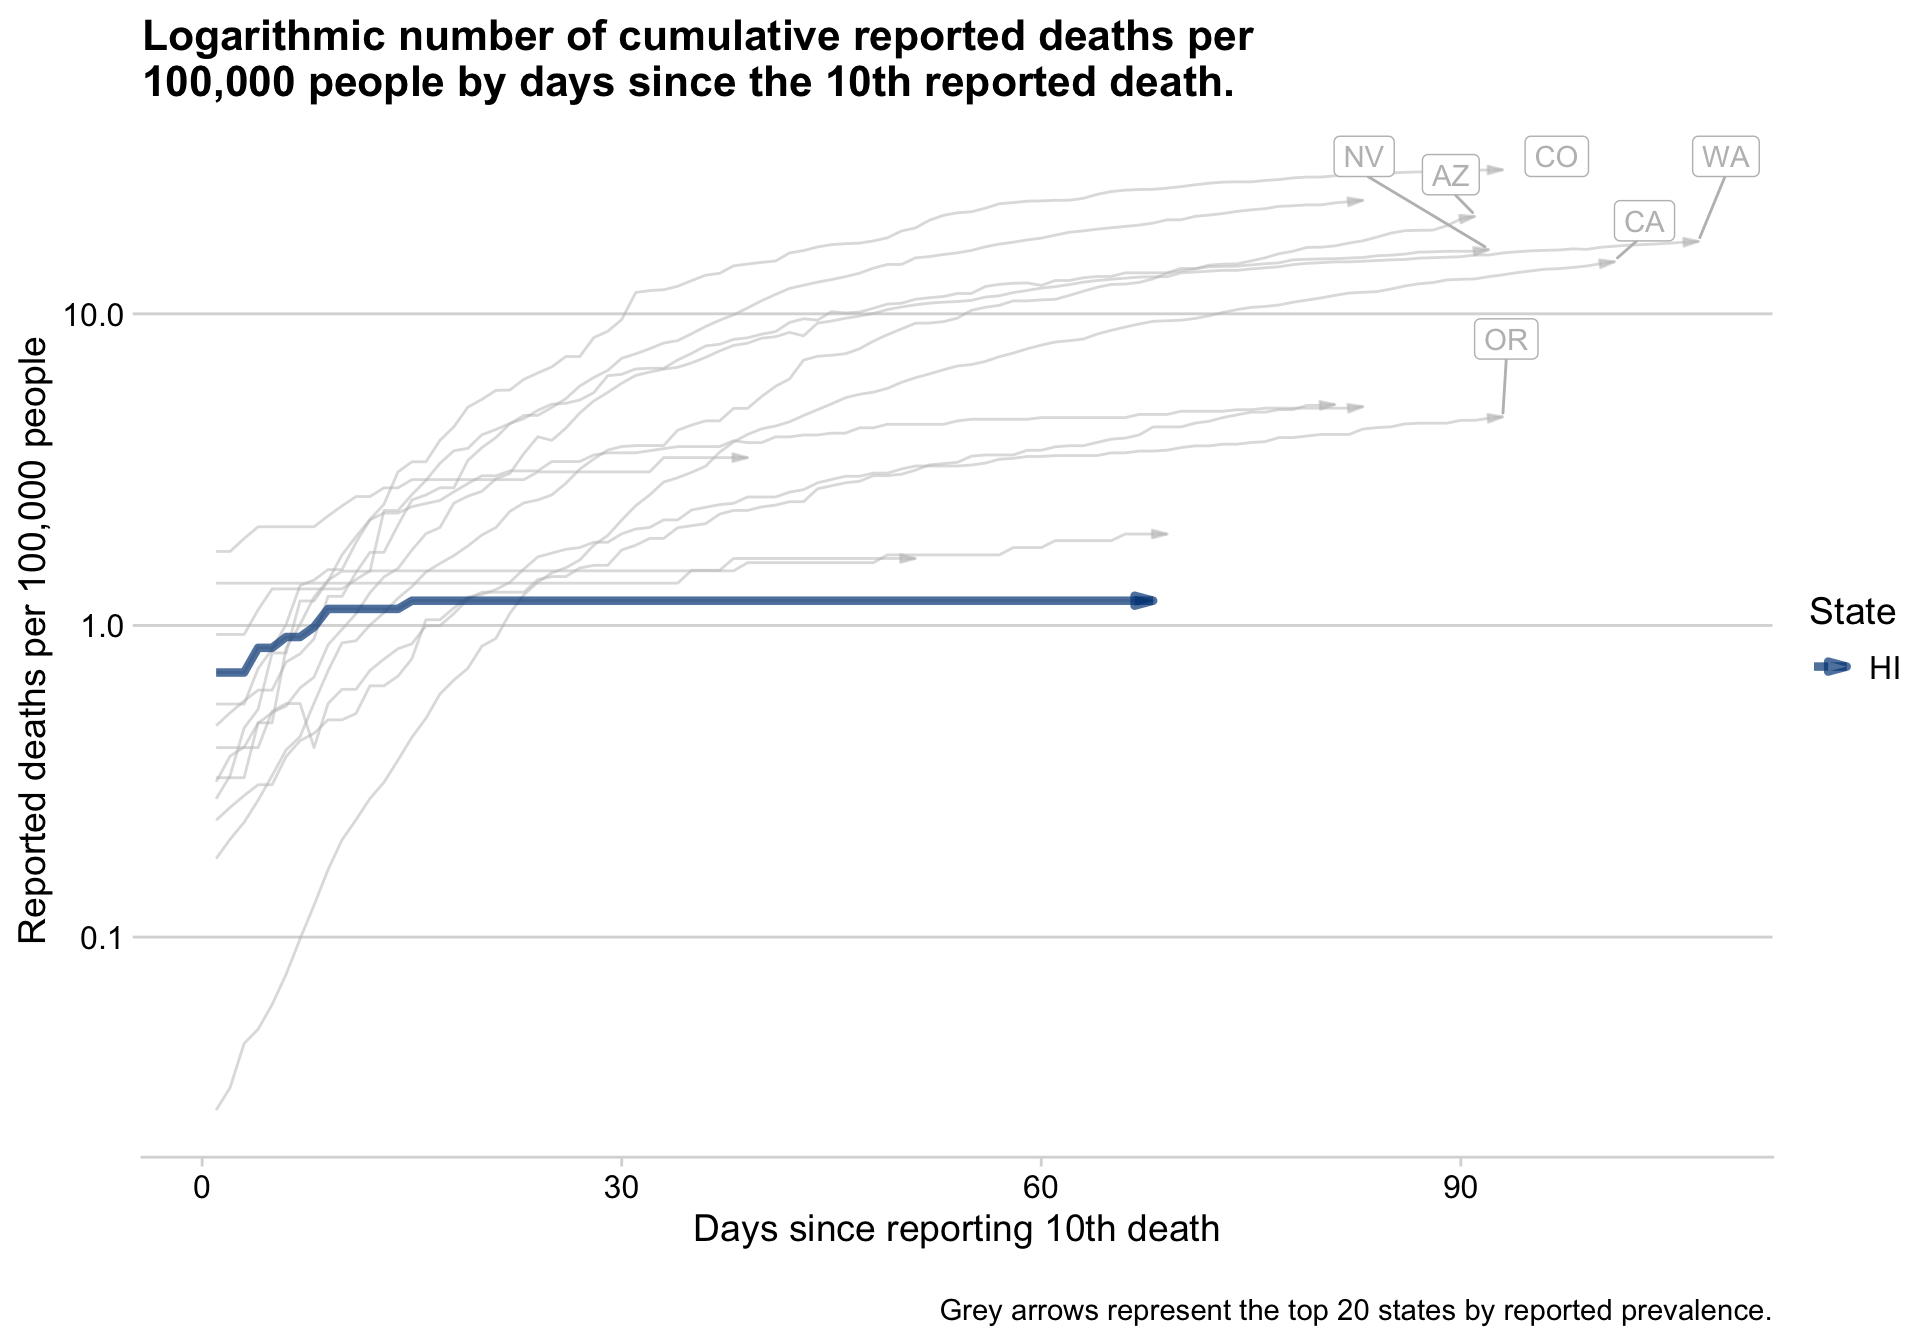 Logarithmic number of cumulative reported deaths per
100,000 people by days since the 10th reported death.
NV
AZ
CO
WA
CA
OR
10.0
1.0
0.1
Reported deaths per 100,000 people
State
HI
0
30
60
90
Days since reporting 10th death
Grey arrows represent the top 20 states by reported prevalence.